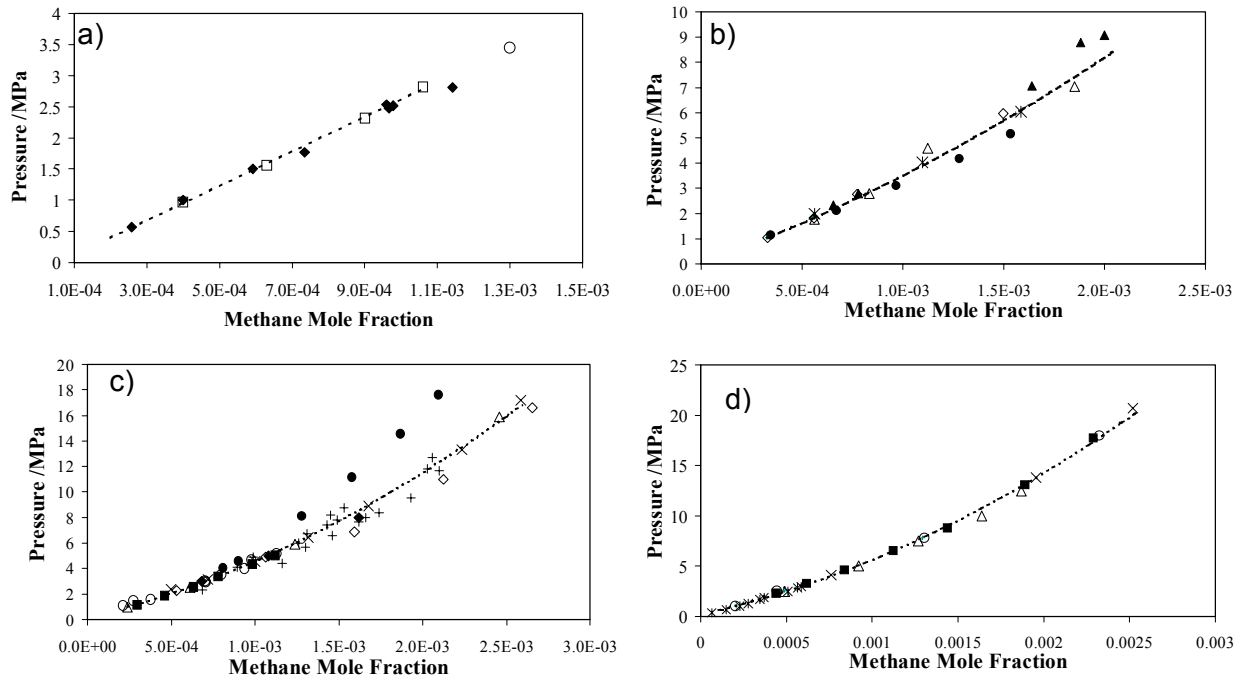 a)
Pressure /MPa
4
3.5
3
2.5
2
1.5
1
0.5
0
1.0E-04 3.0E-04 5.0E-04 7.0E-04 9.0E-04 1.1E-03 1.3E-03 1.5E-03
Methane Mole Fraction
b)
Pressure /MPa
10
9
8
7
6
5
4
3
2
1
0
0.0E+00 5.0E-04 1.0E-03 1.5E-03 2.0E-03 2.5E-03
Methane Mole Fraction
c)
Pressure /MPa
20
18
16
14
12
10
8
6
4
2
0
0.0E+00 5.0E-04 1.0E-03 1.5E-03 2.0E-03 2.5E-03 3.0E-03
Methane Mole Fraction
d)
Pressure /MPa
25
20
15
10
5
0
0 0.0005 0.001 0.0015 0.002 0.0025 0.003
Methane Mole Fraction